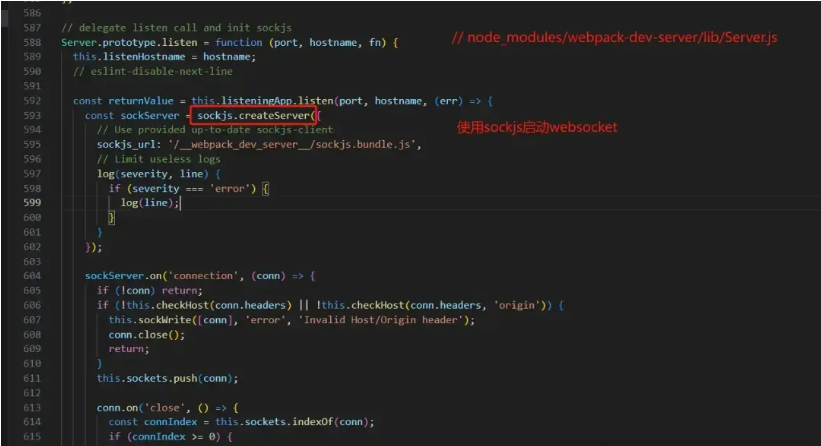 586
587 // delegate listen call and init sockjs
588 Server.prototype.listen = function (port, hostname, fn) {
// node_modules/webpack-dev-server/lib/Server.js
589 this.listenHostname = hostname;
590 // eslint-disable-next-line
591
592 const returnValue = this.listeningApp.listen(port, hostname, (err) => {
593 const sockServer = sockjs.createServer({
使用sockjs启动websocket
594 // Use provided up-to-date sockjs-client
595 sockjs_url: '/__webpack_dev_server__/sockjs.bundle.js',
596 // Limit useless logs
597 log(severity, line) {
598 if (severity === 'error') {
599 log(line);
600 }
601 }
602 });
603
604 sockServer.on('connection', (conn) => {
605 if (!conn) return;
606 if (!this.checkHost(conn.headers) || !this.checkHost(conn.headers, 'origin')) {
607 this.sockWrite([conn], 'error', 'Invalid Host/Origin header');
608 conn.close();
609 return;
610 }
611 this.sockets.push(conn);
612
613 conn.on('close', () => {
614 const connIndex = this.sockets.indexOf(conn);
615 if (connIndex >= 0) {